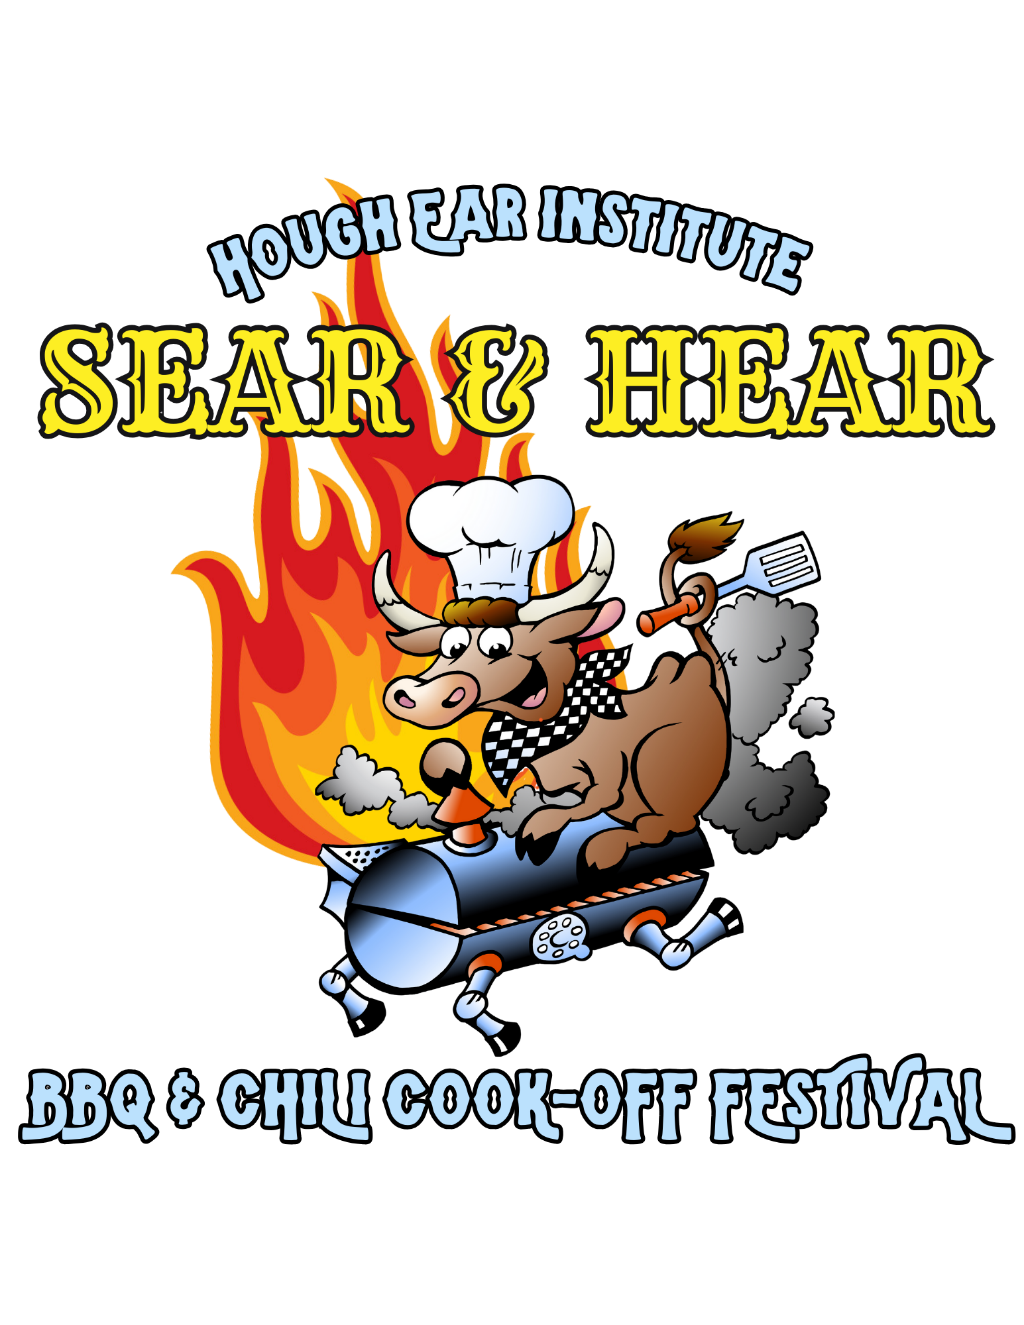 HOUGH EAR INSTITUTE
SEAR & HEAR
BBQ & CHILI COOK-OFF FESTIVAL